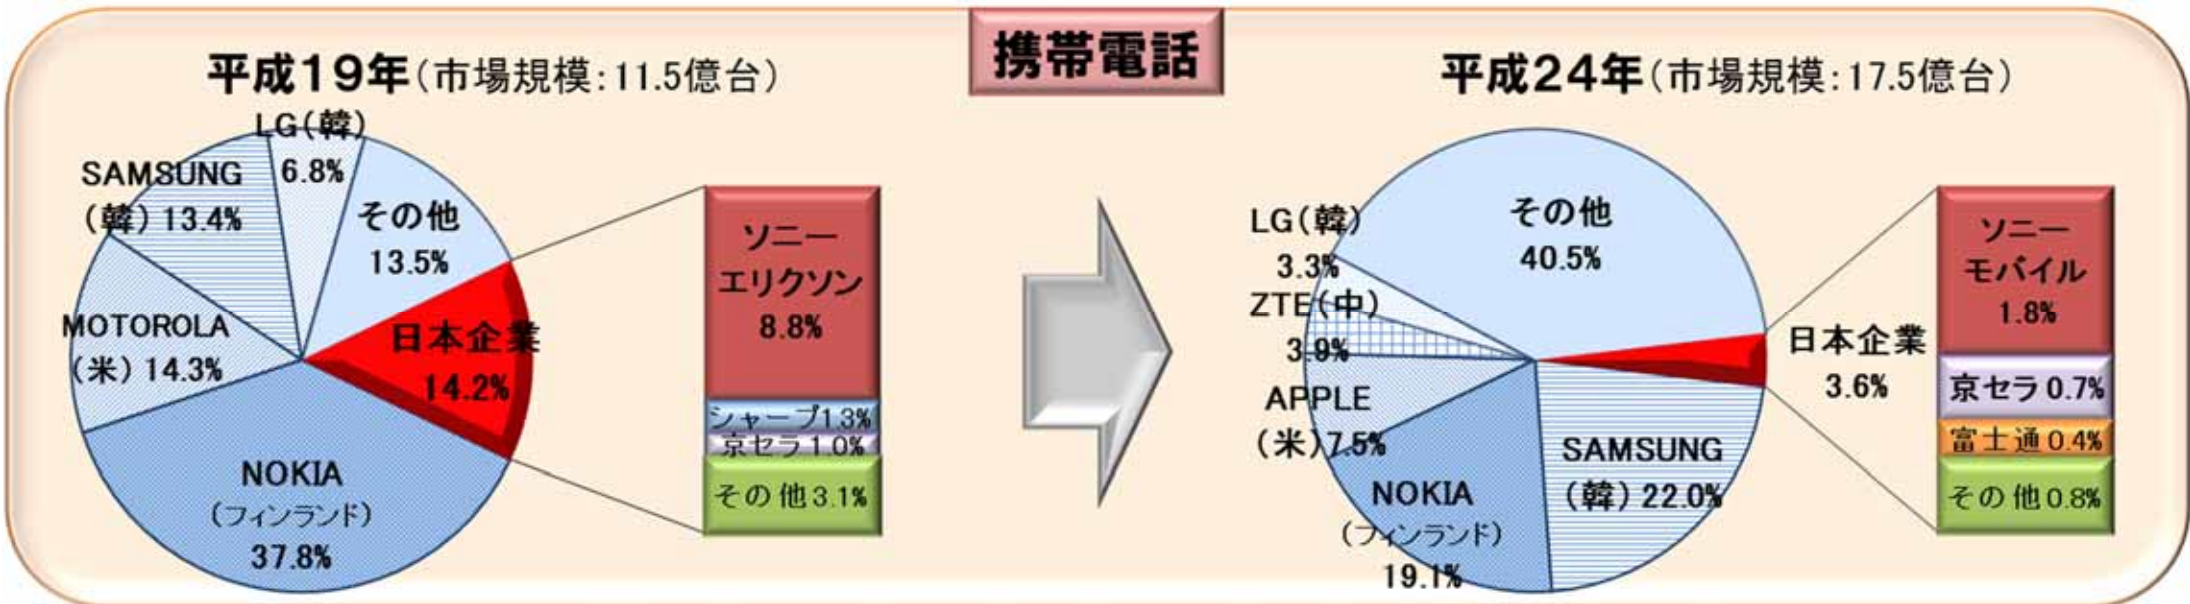 携帯電話
平成19年(市場規模:11.5億台)
LG(韓)
6.8%
SAMSUNG
(韓)13.4%
その他
13.5%
MOTOROLA
(米)14.3%
日本企業
14.2%
NOKIA
(フィンランド)
37.8%
ソニー
エリクソン
8.8%
シャープ1.3%
京セラ1.0%
その他3.1%
平成24年(市場規模:17.5億台)
その他
40.5%
LG(韓)
3.3%
ZTE(中)
3.9%
APPLE
(米)7.5%
NOKIA
(フィンランド)
19.1%
SAMSUNG
(韓)22.0%
日本企業
3.6%
ソニー
モバイル
1.8%
京セラ0.7%
富士通0.4%
その他0.8%